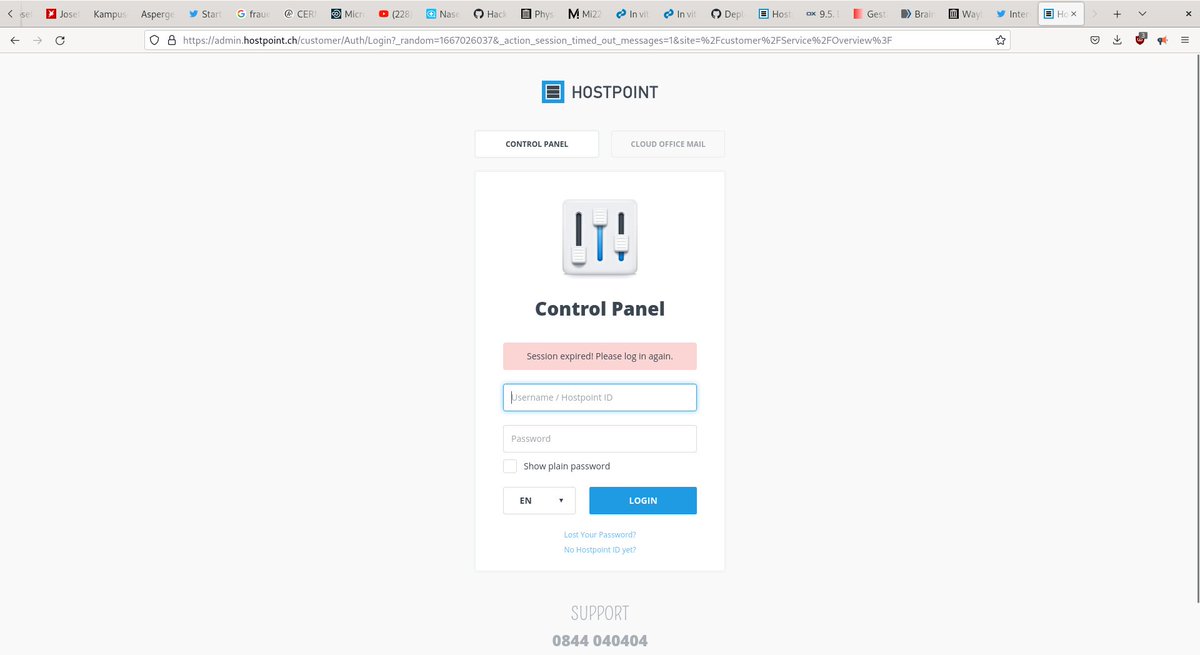 Josef
Kampus
Asperge
Start
frau
CER
Micr
(228)
Nase
Hack
Phys
Mi22
In vit
In vit
Depl
Host
9.5.
Gest
Brain
Way
Inter
Ho
https://admin.hostpoint.ch/customer/Auth/Login?_random=1667026037&_action_session_timed_out_messages=1&site=%2Fcustomer%2FService%2FOverview%3F
HOSTPOINT
CONTROL PANEL
CLOUD OFFICE MAIL
Control Panel
Session expired! Please log in again.
Username / Hostpoint ID
Password
Show plain password
EN
LOGIN
Lost Your Password?
No Hostpoint ID yet?
SUPPORT
0844 040404